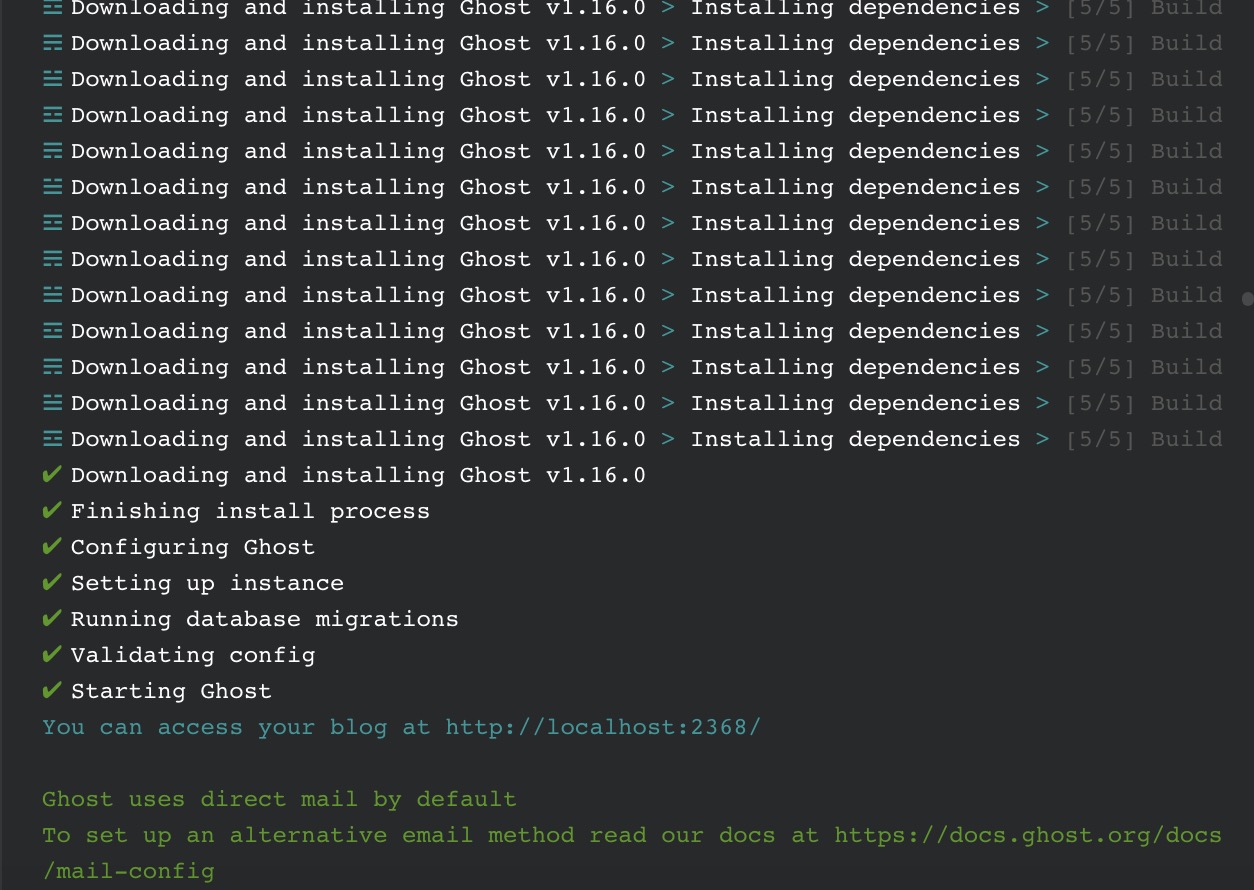 ☲ Downloading and installing Ghost v1.16.0 > Installing dependencies > [5/5] Build
☴ Downloading and installing Ghost v1.16.0 > Installing dependencies > [5/5] Build
☱ Downloading and installing Ghost v1.16.0 > Installing dependencies > [5/5] Build
☲ Downloading and installing Ghost v1.16.0 > Installing dependencies > [5/5] Build
☴ Downloading and installing Ghost v1.16.0 > Installing dependencies > [5/5] Build
☱ Downloading and installing Ghost v1.16.0 > Installing dependencies > [5/5] Build
☲ Downloading and installing Ghost v1.16.0 > Installing dependencies > [5/5] Build
☴ Downloading and installing Ghost v1.16.0 > Installing dependencies > [5/5] Build
☱ Downloading and installing Ghost v1.16.0 > Installing dependencies > [5/5] Build
☲ Downloading and installing Ghost v1.16.0 > Installing dependencies > [5/5] Build
☴ Downloading and installing Ghost v1.16.0 > Installing dependencies > [5/5] Build
☱ Downloading and installing Ghost v1.16.0 > Installing dependencies > [5/5] Build
☲ Downloading and installing Ghost v1.16.0 > Installing dependencies > [5/5] Build
✔ Downloading and installing Ghost v1.16.0
✔ Finishing install process
✔ Configuring Ghost
✔ Setting up instance
✔ Running database migrations
✔ Validating config
✔ Starting Ghost
You can access your blog at http://localhost:2368/
Ghost uses direct mail by default
To set up an alternative email method read our docs at https://docs.ghost.org/docs
/mail-config